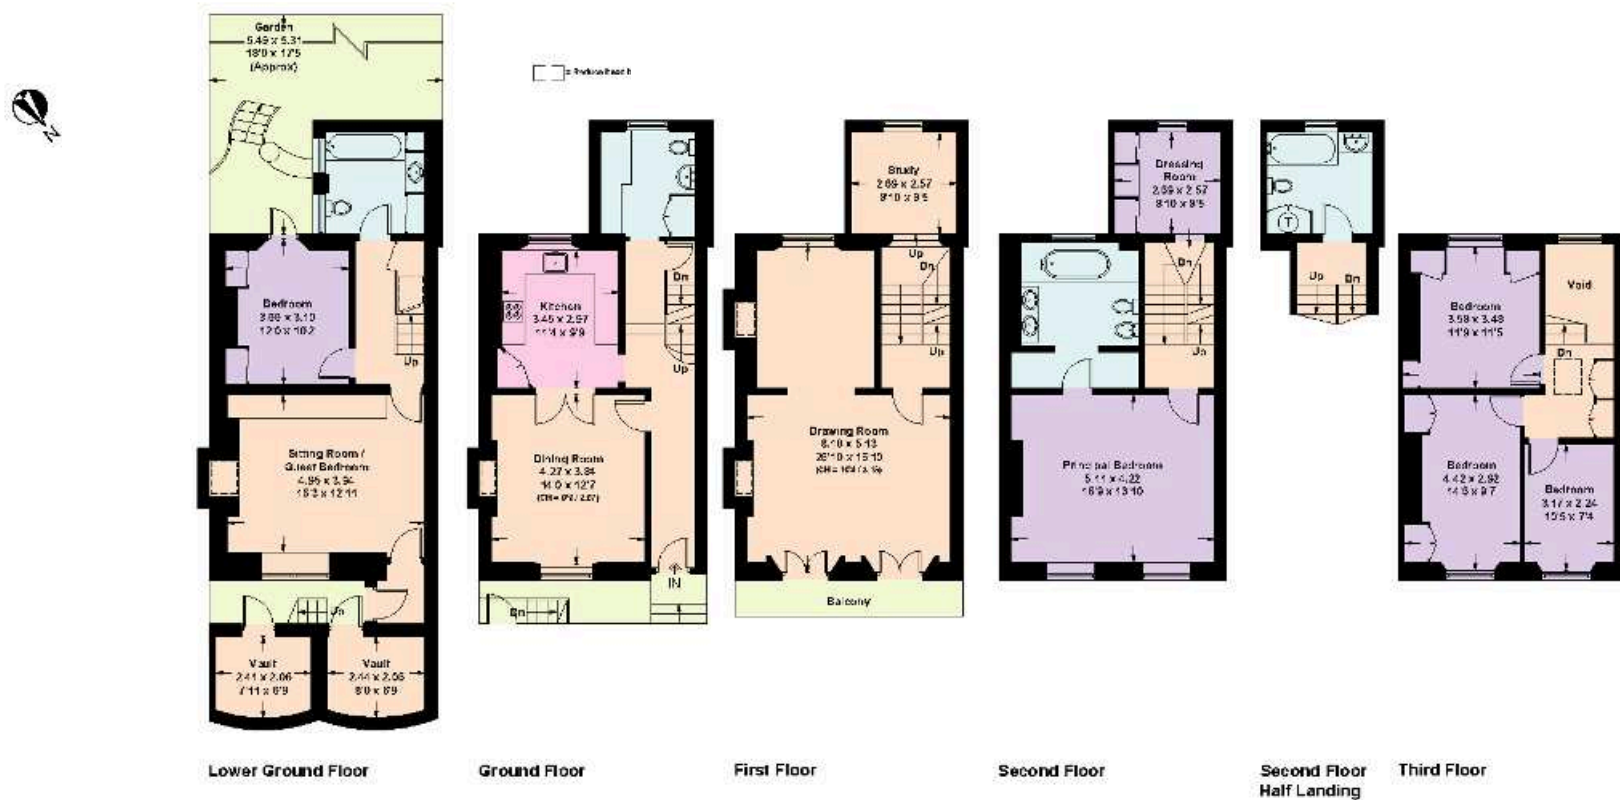 Garden
5.49 x 5.31
18'0 x 17'5
(Approx)
N
Study
2.69 x 2.57
8'10 x 8'5
Dressing
Room
2.69 x 2.57
8'10 x 8'5
T
Up
Dn
Bedroom
12'0 x 10'2
Up
Kitchen
3.45 x 2.97
11'4 x 9'9
Dn
Up
Up
Dn
Up
Dn
Up
Bedroom
3.58 x 3.48
11'9 x 11'5
Void
Dn
Sitting Room /
Guest Bedroom
4.95 x 3.94
16'3 x 12'11
Dining Room
4.27 x 3.84
14'0 x 12'7
Drawing Room
8.18 x 5.13
26'10 x 16'10
Principal Bedroom
5.11 x 4.22
16'9 x 13'10
Bedroom
4.42 x 2.92
14'6 x 9'7
Bedroom
3.17 x 2.24
10'5 x 7'4
Up
Dn
IN
Balcony
Vault
2.41 x 2.06
7'11 x 6'9
Vault
2.44 x 2.06
8'0 x 6'9
Lower Ground Floor
Ground Floor
First Floor
Second Floor
Second Floor
Half Landing
Third Floor